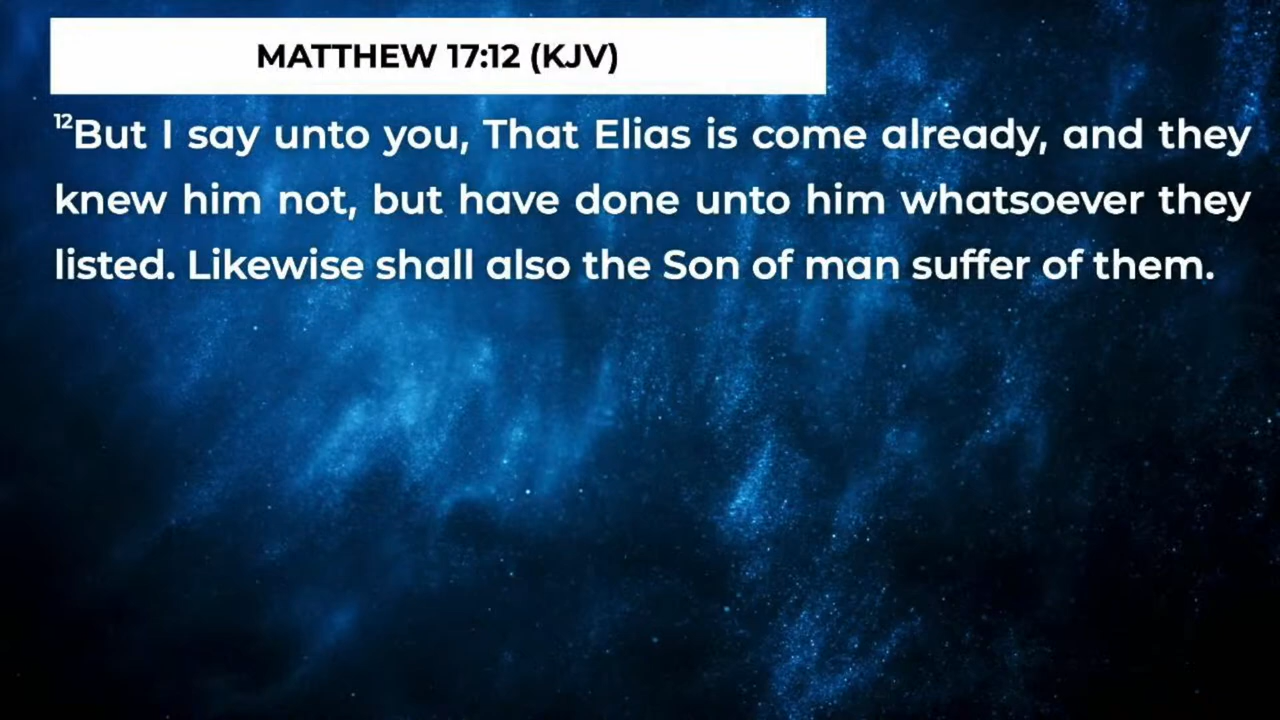 MATTHEW 17:12 (KJV)
12But I say unto you, That Elias is come already, and they
knew him not, but have done unto him whatsoever they
listed. Likewise shall also the Son of man suffer of them.